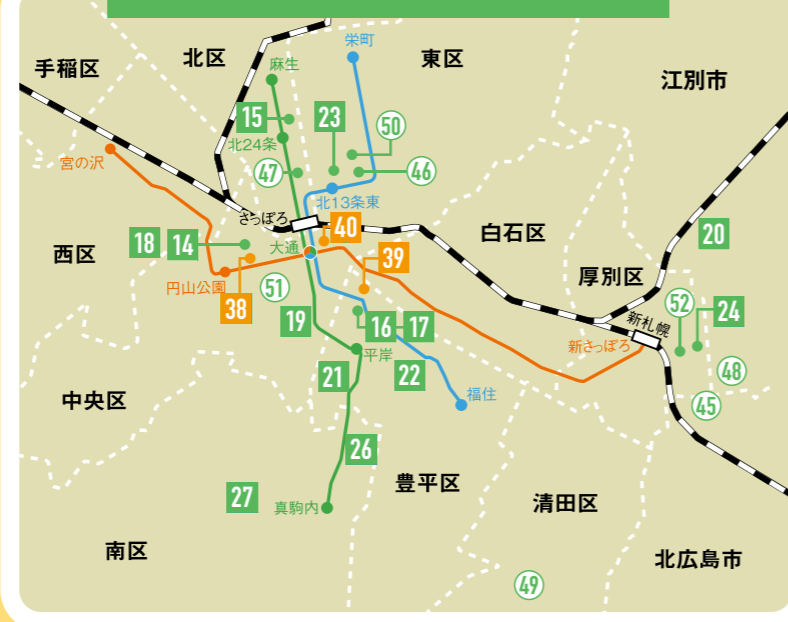 栄町
北区
東区
麻生
手稲区
江別市
15
23
50
北24条
宮の沢
47
46
北13条東
さっぽろ
40
白石区
20
18
14
大通
西区
39
厚別区
円山公園
51
38
52
24
19
16
17
新札幌
平岸
新さっぽろ
21
22
48
中央区
福住
45
26
豊平区
27
真駒内
清田区
南区
北広島市
49